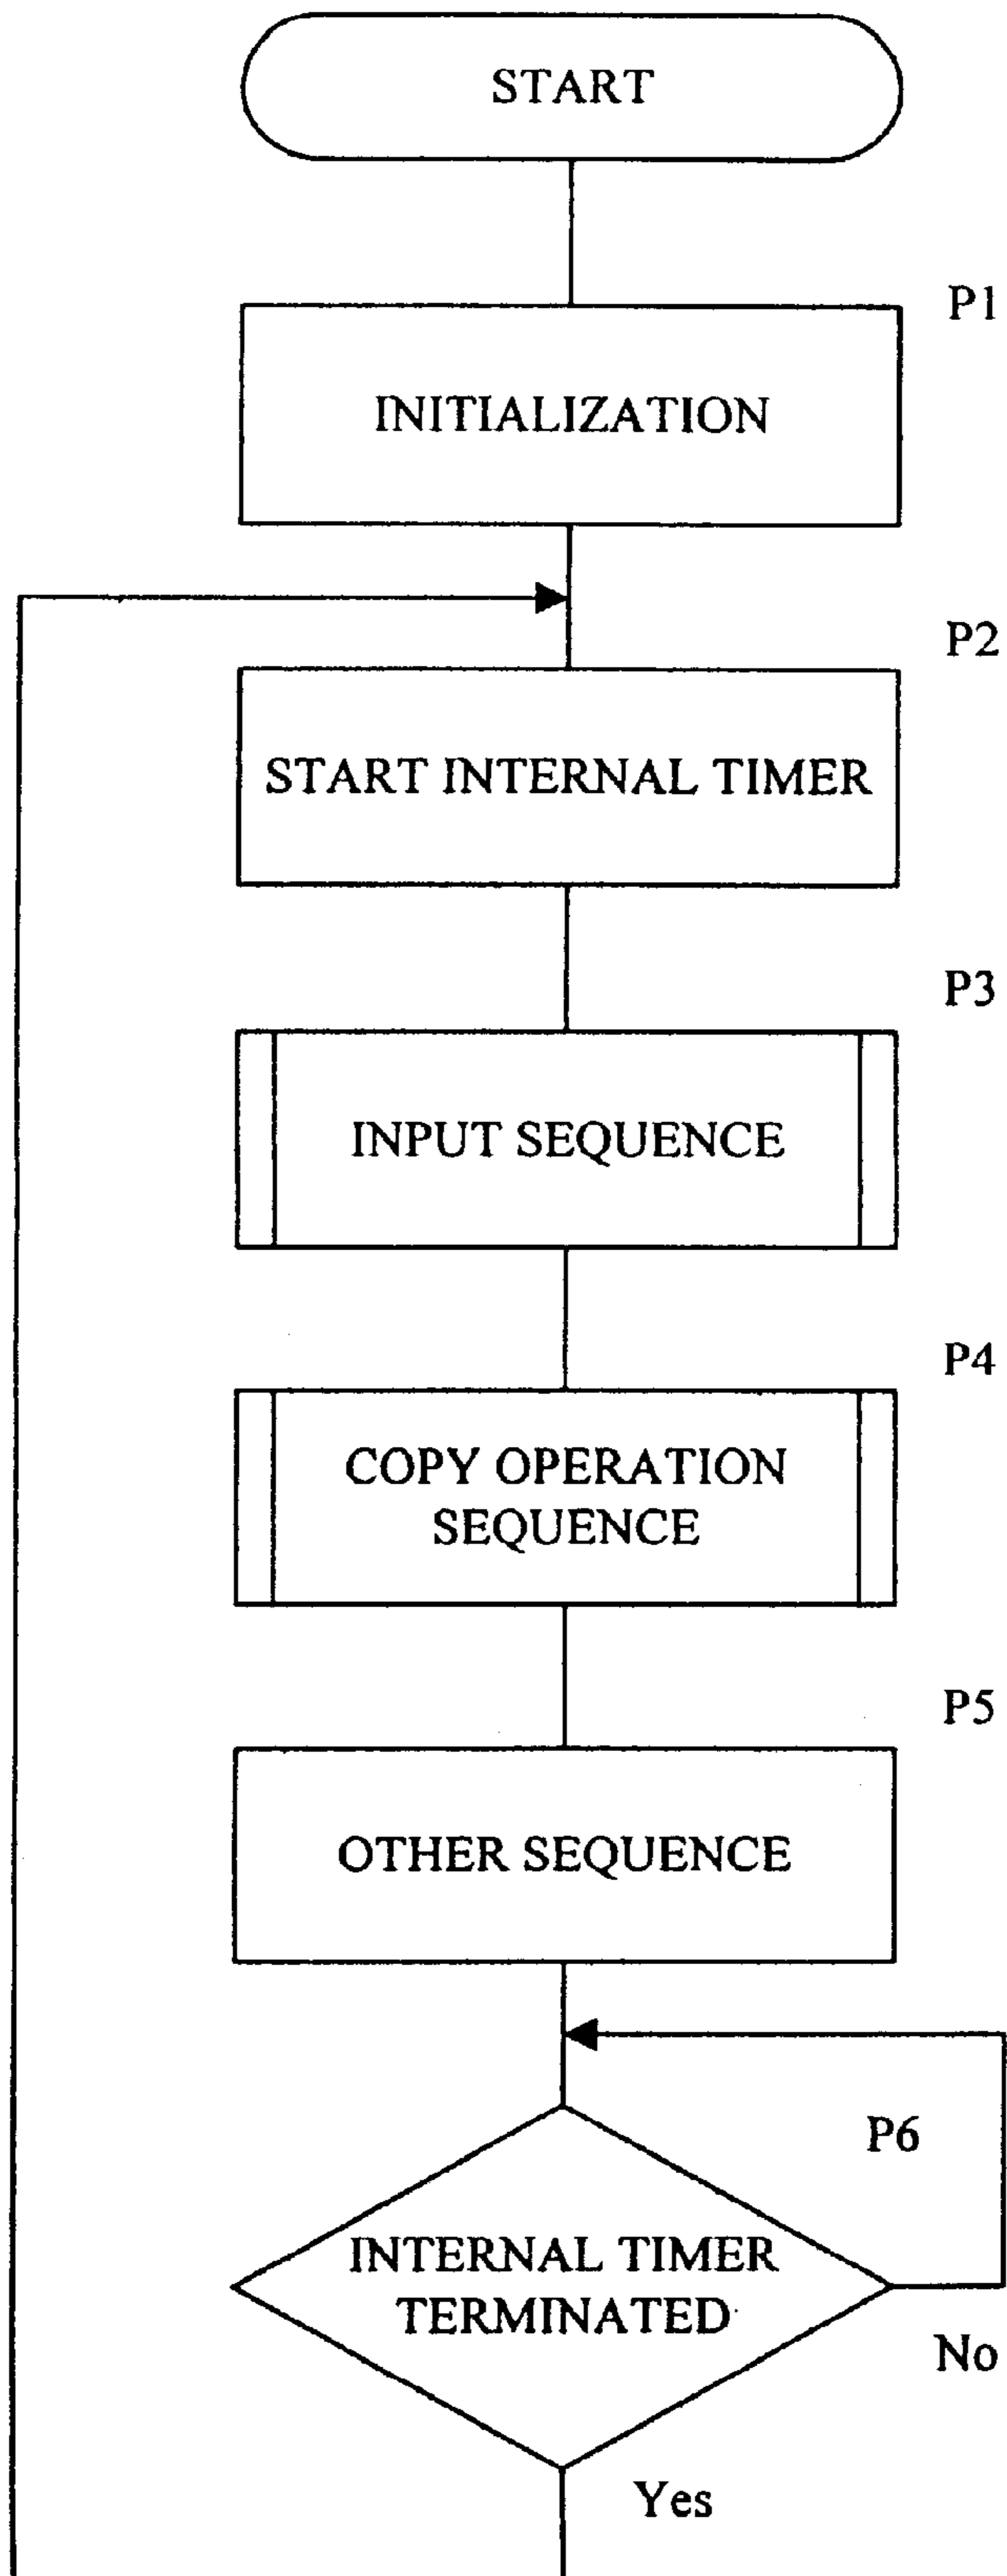 START
P1
INITIALIZATION
P2
START INTERNAL TIMER
P3
INPUT SEQUENCE
P4
COPY OPERATION
SEQUENCE
P5
OTHER SEQUENCE
P6
INTERNAL TIMER
TERMINATED
No
Yes